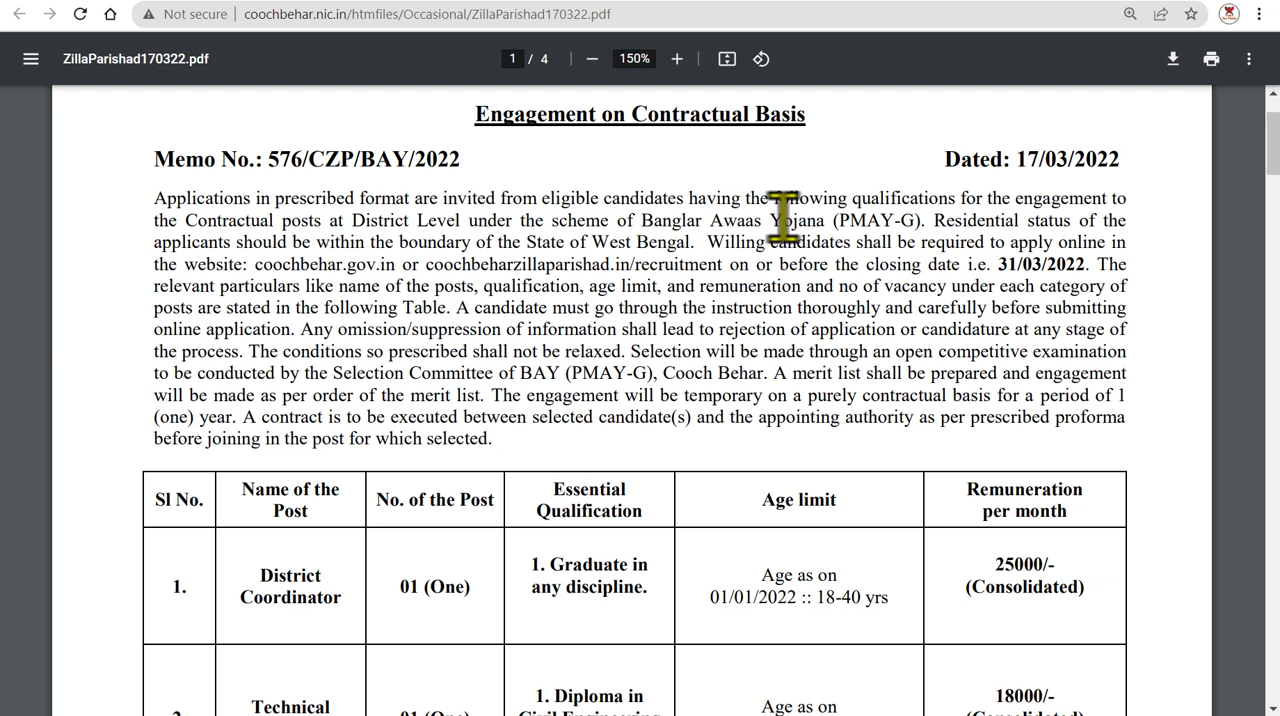 Not secure | coochbehar.nic.in/htmfiles/Occasional/ZillaParishad170322.pdf
ZillaParishad170322.pdf
1 / 4
150%
Engagement on Contractual Basis
Memo No.: 576/CZP/BAY/2022 Dated: 17/03/2022
Applications in prescribed format are invited from eligible candidates having the following qualifications for the engagement to
the Contractual posts at District Level under the scheme of Banglar Awaas Yojana (PMAY-G). Residential status of the
applicants should be within the boundary of the State of West Bengal. Willing candidates shall be required to apply online in
the website: coochbehar.gov.in or coochbeharzillaparishad.in/recruitment on or before the closing date i.e. 31/03/2022. The
relevant particulars like name of the posts, qualification, age limit, and remuneration and no of vacancy under each category of
posts are stated in the following Table. A candidate must go through the instruction thoroughly and carefully before submitting
online application. Any omission/suppression of information shall lead to rejection of application or candidature at any stage of
the process. The conditions so prescribed shall not be relaxed. Selection will be made through an open competitive examination
to be conducted by the Selection Committee of BAY (PMAY-G), Cooch Behar. A merit list shall be prepared and engagement
will be made as per order of the merit list. The engagement will be temporary on a purely contractual basis for a period of 1
(one) year. A contract is to be executed between selected candidate(s) and the appointing authority as per prescribed proforma
before joining in the post for which selected.
Sl No.
Name of the
Post
No. of the Post
Essential
Qualification
Age limit
Remuneration
per month
1.
District
Coordinator
01 (One)
1. Graduate in
any discipline.
Age as on
01/01/2022 :: 18-40 yrs
25000/-
(Consolidated)
Technical
01 (One)
1. Diploma in
Civil Engineering
Age as on
18000/-
(Consolidated)